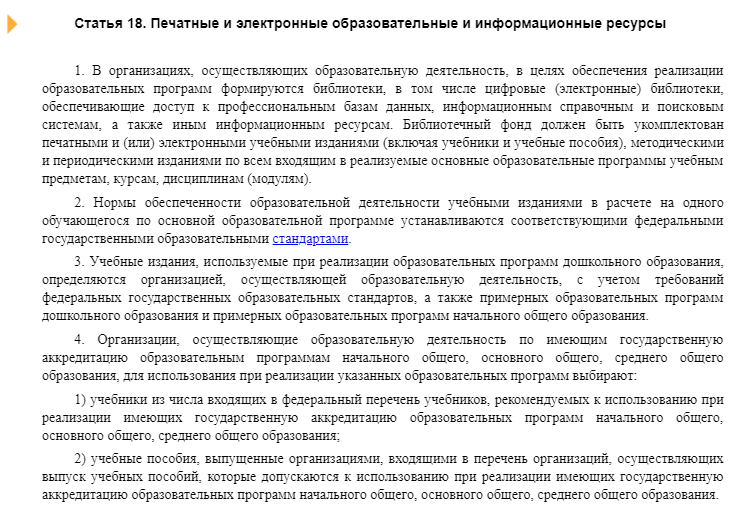 Статья 18. Печатные и электронные образовательные и информационные ресурсы
1. В организациях, осуществляющих образовательную деятельность, в целях обеспечения реализации
образовательных программ формируются библиотеки, в том числе цифровые (электронные) библиотеки,
обеспечивающие доступ к профессиональным базам данных, информационным справочным и поисковым
системам, а также иным информационным ресурсам. Библиотечный фонд должен быть укомплектован
печатными и (или) электронными учебными изданиями (включая учебники и учебные пособия), методическими
и периодическими изданиями по всем входящим в реализуемые основные образовательные программы учебным
предметам, курсам, дисциплинам (модулям).
2. Нормы обеспеченности образовательной деятельности учебными изданиями в расчете на одного
обучающегося по основной образовательной программе устанавливаются соответствующими федеральными
государственными образовательными стандартами.
3. Учебные издания, используемые при реализации образовательных программ дошкольного образования,
определяются организацией, осуществляющей образовательную деятельность, с учетом требований
федеральных государственных образовательных стандартов, а также примерных образовательных программ
дошкольного образования и примерных образовательных программ начального общего образования.
4. Организации, осуществляющие образовательную деятельность по имеющим государственную
аккредитацию образовательным программам начального общего, основного общего, среднего общего
образования, для использования при реализации указанных образовательных программ выбирают:
1) учебники из числа входящих в федеральный перечень учебников, рекомендуемых к использованию при
реализации имеющих государственную аккредитацию образовательных программ начального общего,
основного общего, среднего общего образования;
2) учебные пособия, выпущенные организациями, входящими в перечень организаций, осуществляющих
выпуск учебных пособий, которые допускаются к использованию при реализации имеющих государственную
аккредитацию образовательных программ начального общего, основного общего, среднего общего образования.